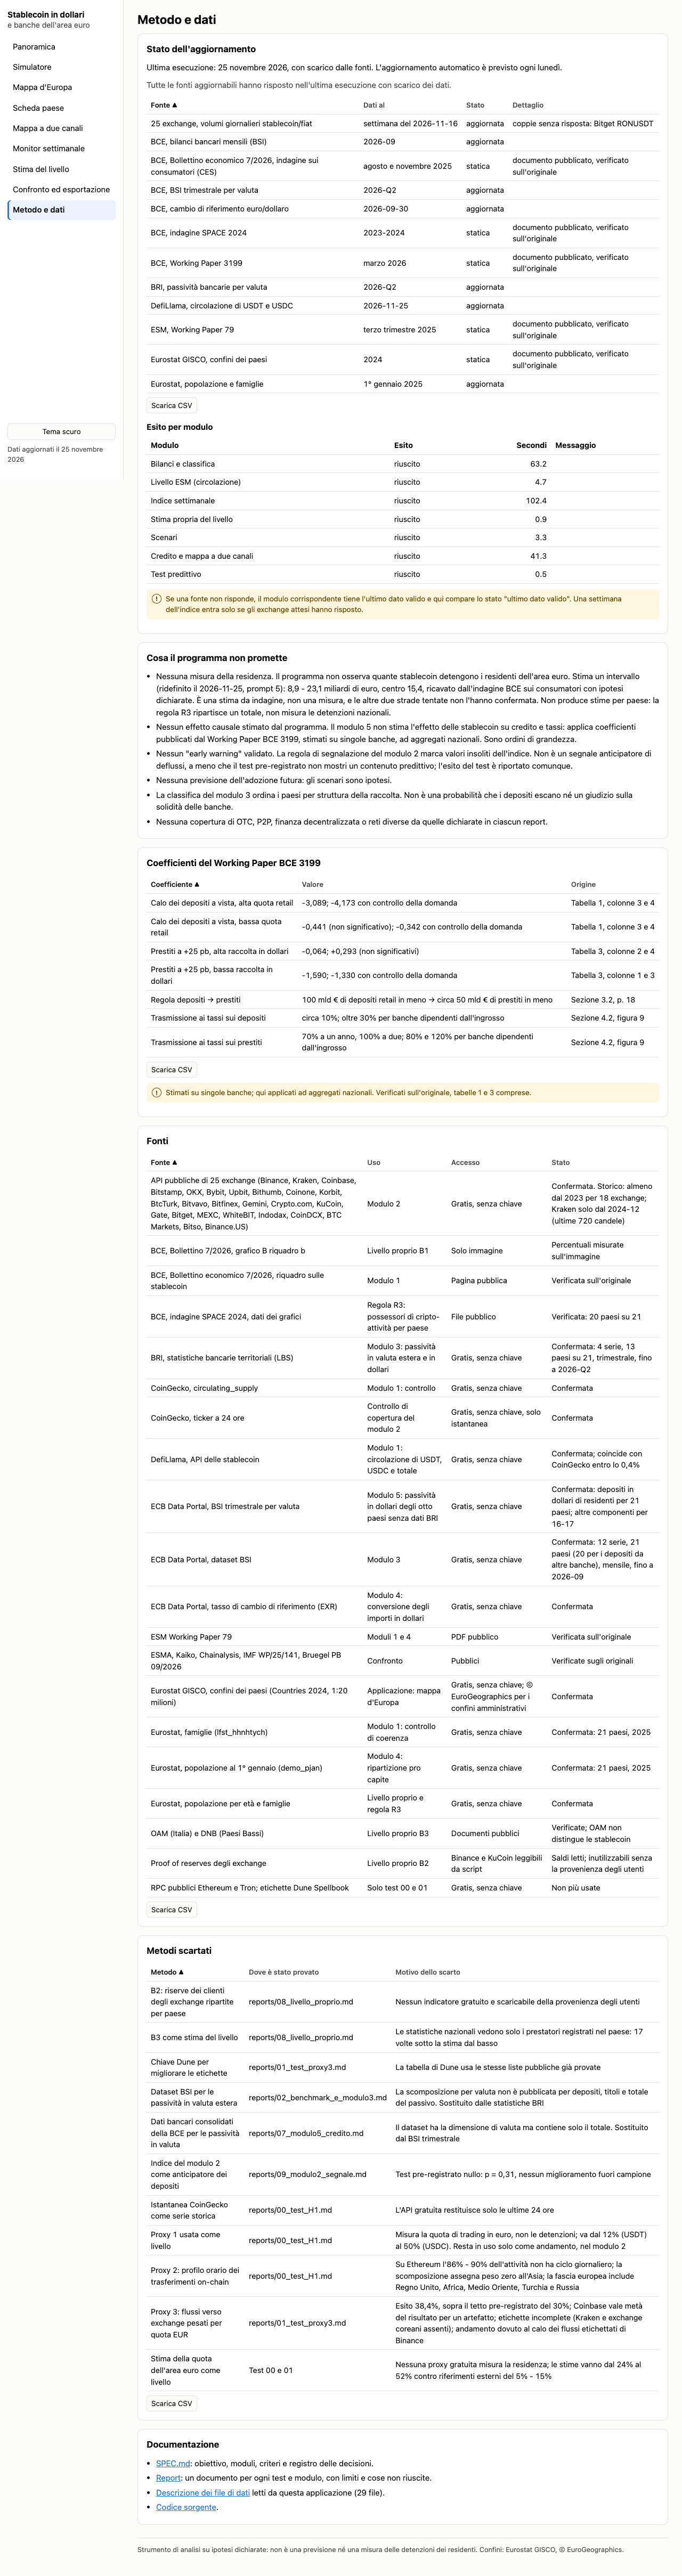 Stablecoin in dollari
e banche dell'area euro
Panoramica
Simulatore
Mappa d'Europa
Scheda paese
Mappa a due canali
Monitor settimanale
Stima del livello
Confronto ed esportazione
Metodo e dati
Tema scuro
Dati aggiornati il 25 novembre
2026
Metodo e dati
Stato dell'aggiornamento
Ultima esecuzione: 25 novembre 2026, con scarico dalle fonti. L'aggiornamento automatico è previsto ogni lunedì.
Tutte le fonti aggiornabili hanno risposto nell'ultima esecuzione con scarico dei dati.
Fonte ▲ Dati al Stato Dettaglio
25 exchange, volumi giornalieri stablecoin/fiat settimana del 2026-11-16 aggiornata coppie senza risposta: Bitget RONUSDT
BCE, bilanci bancari mensili (BSI) 2026-09 aggiornata
BCE, Bollettino economico 7/2026, indagine sui
consumatori (CES) agosto e novembre 2025 statica documento pubblicato, verificato
sull'originale
BCE, BSI trimestrale per valuta 2026-Q2 aggiornata
BCE, cambio di riferimento euro/dollaro 2026-09-30 aggiornata
BCE, indagine SPACE 2024 2023-2024 statica documento pubblicato, verificato
sull'originale
BCE, Working Paper 3199 marzo 2026 statica documento pubblicato, verificato
sull'originale
BRI, passività bancarie per valuta 2026-Q2 aggiornata
DefiLlama, circolazione di USDT e USDC 2026-11-25 aggiornata
ESM, Working Paper 79 terzo trimestre 2025 statica documento pubblicato, verificato
sull'originale
Eurostat GISCO, confini dei paesi 2024 statica documento pubblicato, verificato
sull'originale
Eurostat, popolazione e famiglie 1° gennaio 2025 aggiornata
Scarica CSV
Esito per modulo
Modulo Esito Secondi Messaggio
Bilanci e classifica riuscito 63.2
Livello ESM (circolazione) riuscito 4.7
Indice settimanale riuscito 102.4
Stima propria del livello riuscito 0.9
Scenari riuscito 3.3
Credito e mappa a due canali riuscito 41.3
Test predittivo riuscito 0.5
Se una fonte non risponde, il modulo corrispondente tiene l'ultimo dato valido e qui compare lo stato "ultimo dato valido". Una settimana
dell'indice entra solo se gli exchange attesi hanno risposto.
Cosa il programma non promette
• Nessuna misura della residenza. Il programma non osserva quante stablecoin detengono i residenti dell'area euro. Stima un intervallo
(ridefinito il 2026-11-25, prompt 5): 8,9 - 23,1 miliardi di euro, centro 15,4, ricavato dall'indagine BCE sui consumatori con ipotesi
dichiarate. È una stima da indagine, non una misura, e le altre due strade tentate non l'hanno confermata. Non produce stime per paese: la
regola R3 ripartisce un totale, non misura le detenzioni nazionali.
• Nessun effetto causale stimato dal programma. Il modulo 5 non stima l'effetto delle stablecoin su credito e tassi: applica coefficienti
pubblicati dal Working Paper BCE 3199, stimati su singole banche, ad aggregati nazionali. Sono ordini di grandezza.
• Nessun "early warning" validato. La regola di segnalazione del modulo 2 marca valori insoliti dell'indice. Non è un segnale anticipatore di
deflussi, a meno che il test pre-registrato non mostri un contenuto predittivo; l'esito del test è riportato comunque.
• Nessuna previsione dell'adozione futura: gli scenari sono ipotesi.
• La classifica del modulo 3 ordina i paesi per struttura della raccolta. Non è una probabilità che i depositi escano né un giudizio sulla
solidità delle banche.
• Nessuna copertura di OTC, P2P, finanza decentralizzata o reti diverse da quelle dichiarate in ciascun report.
Coefficienti del Working Paper BCE 3199
Coefficiente ▲ Valore Origine
Calo dei depositi a vista, alta quota retail -3,089; -4,173 con controllo della domanda Tabella 1, colonne 3 e 4
Calo dei depositi a vista, bassa quota
retail -0,441 (non significativo); -0,342 con controllo della domanda Tabella 1, colonne 3 e 4
Prestiti a +25 pb, alta raccolta in dollari -0,064; +0,293 (non significativi) Tabella 3, colonne 2 e 4
Prestiti a +25 pb, bassa raccolta in
dollari -1,590; -1,330 con controllo della domanda Tabella 3, colonne 1 e 3
Regola depositi → prestiti 100 mld € di depositi retail in meno → circa 50 mld € di prestiti in meno Sezione 3.2, p. 18
Trasmissione ai tassi sui depositi circa 10%; oltre 30% per banche dipendenti dall'ingrosso Sezione 4.2, figura 9
Trasmissione ai tassi sui prestiti 70% a un anno, 100% a due; 80% e 120% per banche dipendenti
dall'ingrosso Sezione 4.2, figura 9
Scarica CSV
Stimati su singole banche; qui applicati ad aggregati nazionali. Verificati sull'originale, tabelle 1 e 3 comprese.
Fonti
Fonte ▲ Uso Accesso Stato
API pubbliche di 25 exchange (Binance, Kraken, Coinbase,
Bitstamp, OKX, Bybit, Upbit, Bithumb, Coinone, Korbit,
BtcTurk, Bitvavo, Bitfinex, Gemini, Crypto.com, KuCoin,
Gate, Bitget, MEXC, WhiteBIT, Indodax, CoinDCX, BTC
Markets, Bitso, Binance.US) Modulo 2 Gratis, senza chiave Confermata. Storico: almeno
dal 2023 per 18 exchange;
Kraken solo dal 2024-12
(ultime 720 candele)
BCE, Bollettino 7/2026, grafico B riquadro b Livello proprio B1 Solo immagine Percentuali misurate
sull'immagine
BCE, Bollettino economico 7/2026, riquadro sulle
stablecoin Modulo 1 Pagina pubblica Verificata sull'originale
BCE, indagine SPACE 2024, dati dei grafici Regola R3:
possessori di cripto-
attività per paese File pubblico Verificata: 20 paesi su 21
BRI, statistiche bancarie territoriali (LBS) Modulo 3: passività
in valuta estera e in
dollari Gratis, senza chiave Confermata: 4 serie, 13
paesi su 21, trimestrale, fino
a 2026-Q2
CoinGecko, circulating_supply Modulo 1: controllo Gratis, senza chiave Confermata
CoinGecko, ticker a 24 ore Controllo di
copertura del
modulo 2 Gratis, senza chiave, solo
istantanea Confermata
DefiLlama, API delle stablecoin Modulo 1:
circolazione di USDT,
USDC e totale Gratis, senza chiave Confermata; coincide con
CoinGecko entro lo 0,4%
ECB Data Portal, BSI trimestrale per valuta Modulo 5: passività
in dollari degli otto
paesi senza dati BRI Gratis, senza chiave Confermata: depositi in
dollari di residenti per 21
paesi; altre componenti per
16-17
ECB Data Portal, dataset BSI Modulo 3 Gratis, senza chiave Confermata: 12 serie, 21
paesi (20 per i depositi da
altre banche), mensile, fino a
2026-09
ECB Data Portal, tasso di cambio di riferimento (EXR) Modulo 4:
conversione degli
importi in dollari Gratis, senza chiave Confermata
ESM Working Paper 79 Moduli 1 e 4 PDF pubblico Verificata sull'originale
ESMA, Kaiko, Chainalysis, IMF WP/25/141, Bruegel PB
09/2026 Confronto Pubblici Verificate sugli originali
Eurostat GISCO, confini dei paesi (Countries 2024, 1:20
milioni) Applicazione: mappa
d'Europa Gratis, senza chiave; ©
EuroGeographics per i
confini amministrativi Confermata
Eurostat, famiglie (lfst_hhnhtych) Modulo 1: controllo
di coerenza Gratis, senza chiave Confermata: 21 paesi, 2025
Eurostat, popolazione al 1° gennaio (demo_pjan) Modulo 4:
ripartizione pro
capite Gratis, senza chiave Confermata: 21 paesi, 2025
Eurostat, popolazione per età e famiglie Livello proprio e
regola R3 Gratis, senza chiave Confermata
OAM (Italia) e DNB (Paesi Bassi) Livello proprio B3 Documenti pubblici Verificate; OAM non
distingue le stablecoin
Proof of reserves degli exchange Livello proprio B2 Binance e KuCoin leggibili
da script Saldi letti; inutilizzabili senza
la provenienza degli utenti
RPC pubblici Ethereum e Tron; etichette Dune Spellbook Solo test 00 e 01 Gratis, senza chiave Non più usate
Scarica CSV
Metodi scartati
Metodo ▲ Dove è stato provato Motivo dello scarto
B2: riserve dei clienti
degli exchange ripartite
per paese reports/08_livello_proprio.md Nessun indicatore gratuito e scaricabile della provenienza degli utenti
B3 come stima del livello reports/08_livello_proprio.md Le statistiche nazionali vedono solo i prestatori registrati nel paese: 17
volte sotto la stima dal basso
Chiave Dune per
migliorare le etichette reports/01_test_proxy3.md La tabella di Dune usa le stesse liste pubbliche già provate
Dataset BSI per le
passività in valuta estera reports/02_benchmark_e_modulo3.md La scomposizione per valuta non è pubblicata per depositi, titoli e totale
del passivo. Sostituito dalle statistiche BRI
Dati bancari consolidati
della BCE per le passività
in valuta reports/07_modulo5_credito.md Il dataset ha la dimensione di valuta ma contiene solo il totale. Sostituito
dal BSI trimestrale
Indice del modulo 2
come anticipatore dei
depositi reports/09_modulo2_segnale.md Test pre-registrato nullo: p = 0,31, nessun miglioramento fuori campione
Istantanea CoinGecko
come serie storica reports/00_test_H1.md L'API gratuita restituisce solo le ultime 24 ore
Proxy 1 usata come
livello reports/00_test_H1.md Misura la quota di trading in euro, non le detenzioni; va dal 12% (USDT)
al 50% (USDC). Resta in uso solo come andamento, nel modulo 2
Proxy 2: profilo orario dei
trasferimenti on-chain reports/00_test_H1.md Su Ethereum l'86% - 90% dell'attività non ha ciclo giornaliero; la
scomposizione assegna peso zero all'Asia; la fascia europea include
Regno Unito, Africa, Medio Oriente, Turchia e Russia
Proxy 3: flussi verso
exchange pesati per
quota EUR reports/01_test_proxy3.md Esito 38,4%, sopra il tetto pre-registrato del 30%; Coinbase vale metà
del risultato per un artefatto; etichette incomplete (Kraken e exchange
coreani assenti); andamento dovuto al calo dei flussi etichettati di
Binance
Stima della quota
dell'area euro come
livello Test 00 e 01 Nessuna proxy gratuita misura la residenza; le stime vanno dal 24% al
52% contro riferimenti esterni del 5% - 15%
Scarica CSV
Documentazione
• SPEC.md: obiettivo, moduli, criteri e registro delle decisioni.
• Report: un documento per ogni test e modulo, con limiti e cose non riuscite.
• Descrizione dei file di dati letti da questa applicazione (29 file).
• Codice sorgente.
Strumento di analisi su ipotesi dichiarate: non è una previsione né una misura delle detenzioni dei residenti. Confini: Eurostat GISCO, © EuroGeographics.